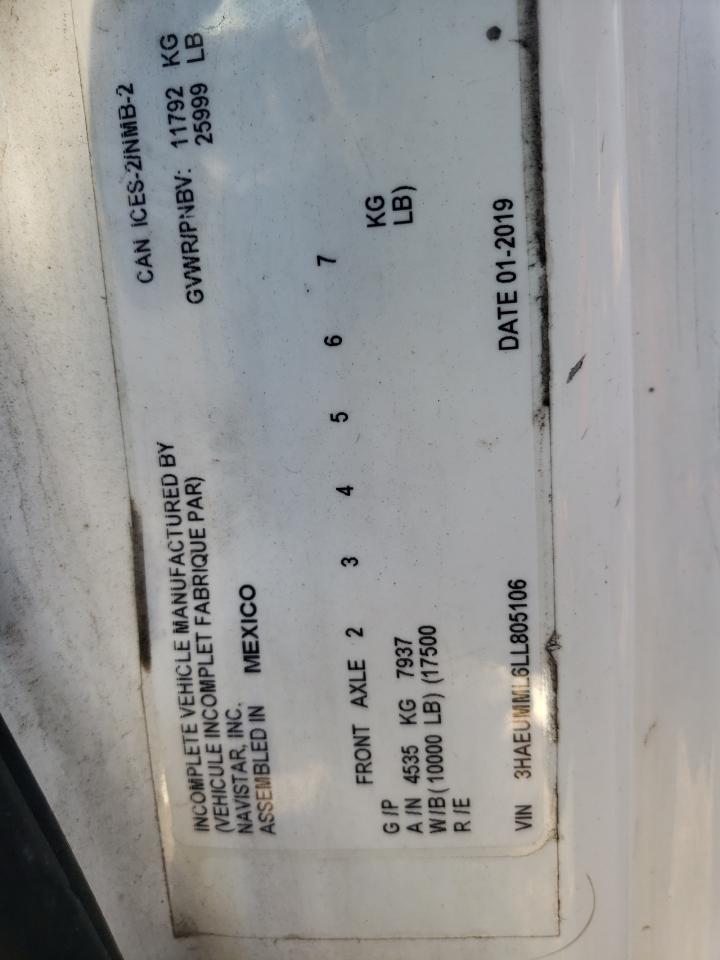 CAN ICES-2/NMB-2
INCOMPLETE VEHICLE MANUFACTURED BY
(VEHICULE INCOMPLET FABRIQUE PAR)
GVWR/PNBV: 11792 KG
25999 LB
NAVISTAR, INC.
ASSEMBLED IN MEXICO
FRONT AXLE 2 3 4 5 6 7
G /P
A /N 4535 KG 7937 KG
W/B( 10000 LB) (17500 LB)
R /E
VIN 3HAEUMML6LL805106 DATE 01-2019